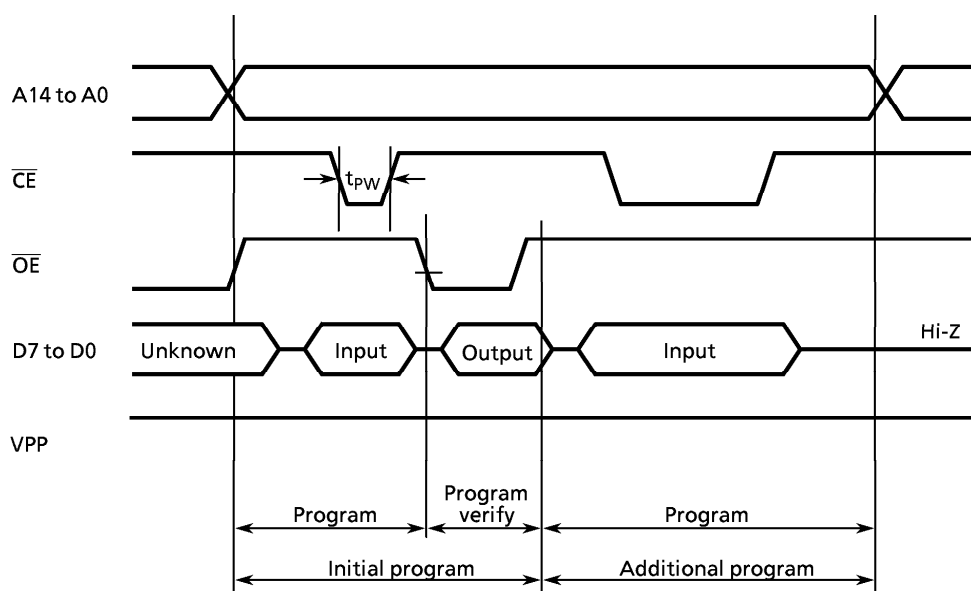 A14 to A0
CE
tPW
OE
D7 to D0
Unknown
Input
Output
Input
Hi-Z
VPP
Program
Program
verify
Program
Initial program
Additional program